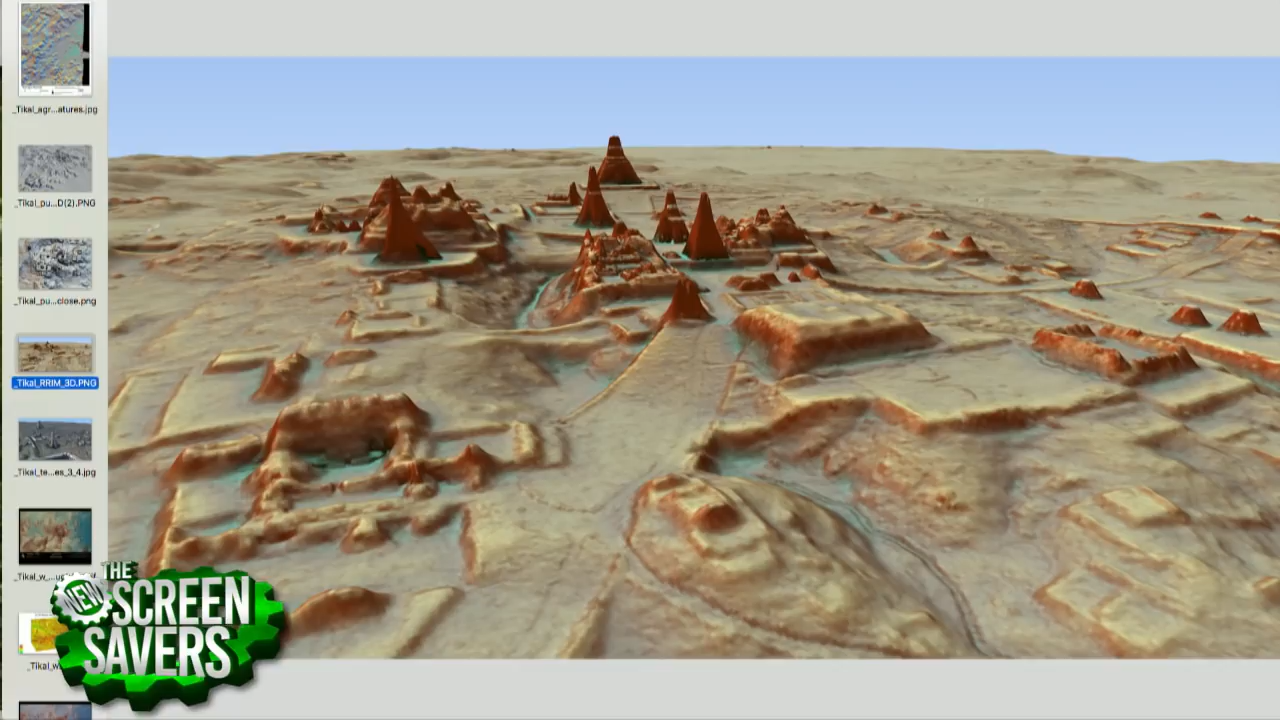 _Tikal_agr...atures.jpg
_Tikal_pu...D(2).PNG
_Tikal_pu...close.png
_Tikal_RRIM_3D.PNG
_Tikal_te...es_3_4.jpg
THE
NEW
SCREEN
SAVERS